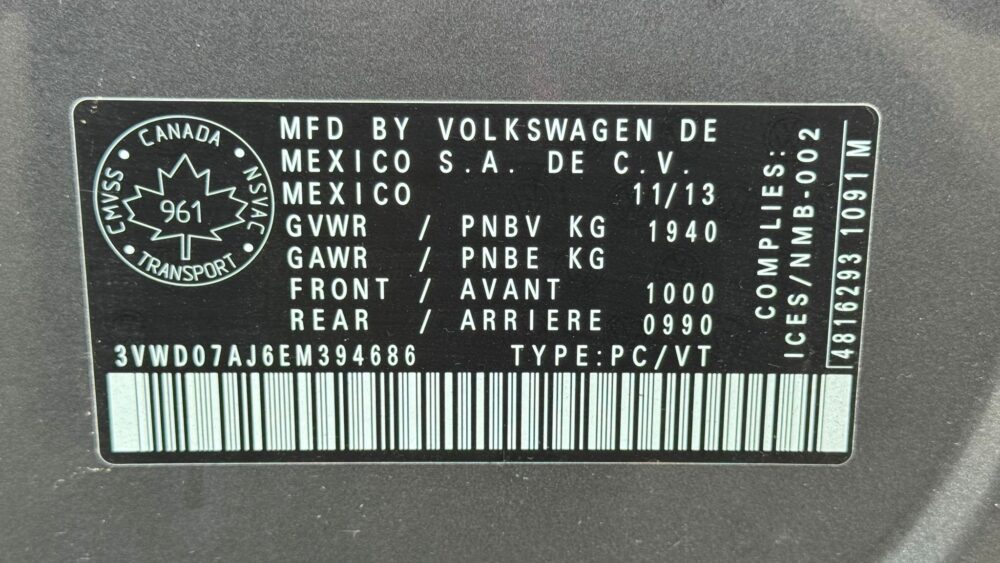 CANADA
CMVSS
NSVAC
961
TRANSPORT
MFD BY VOLKSWAGEN DE
MEXICO S.A. DE C.V.
MEXICO 11/13
GVWR / PNBV KG 1940
GAWR / PNBE KG
FRONT / AVANT 1000
REAR / ARRIERE 0990
3VWD07AJ6EM394686 TYPE:PC/VT
COMPLIES:
ICES/NMB-002
4816293 1091 M